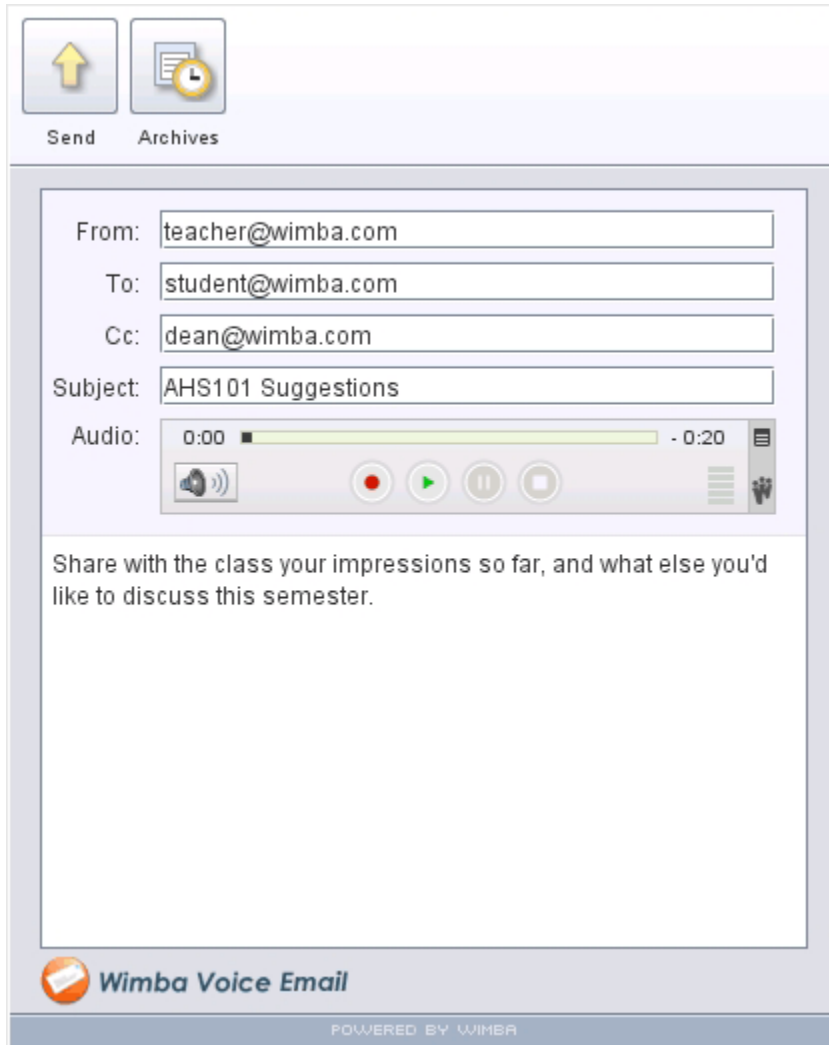 Send Archives
From: teacher@wimba.com
To: student@wimba.com
Cc: dean@wimba.com
Subject: AHS101 Suggestions
Audio: 0:00 - 0:20
Share with the class your impressions so far, and what else you'd
like to discuss this semester.
Wimba Voice Email
POWERED BY WIMBA